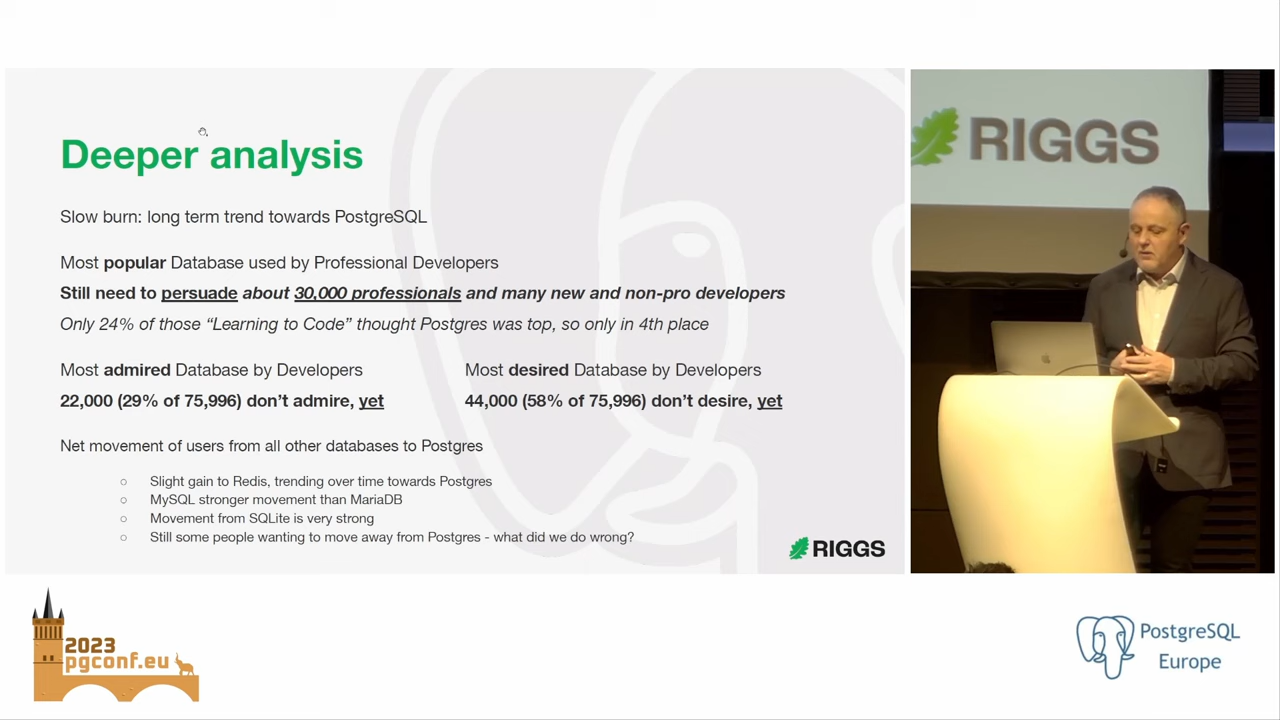 Deeper analysis
Slow burn: long term trend towards PostgreSQL
Most popular Database used by Professional Developers
Still need to persuade about 30,000 professionals and many new and non-pro developers
Only 24% of those “Learning to Code” thought Postgres was top, so only in 4th place
Most admired Database by Developers
22,000 (29% of 75,996) don’t admire, yet
Most desired Database by Developers
44,000 (58% of 75,996) don’t desire, yet
Net movement of users from all other databases to Postgres
○ Slight gain to Redis, trending over time towards Postgres
○ MySQL stronger movement than MariaDB
○ Movement from SQLite is very strong
○ Still some people wanting to move away from Postgres - what did we do wrong?
RIGGS
RIGGS
2023
pgconf.eu
PostgreSQL
Europe